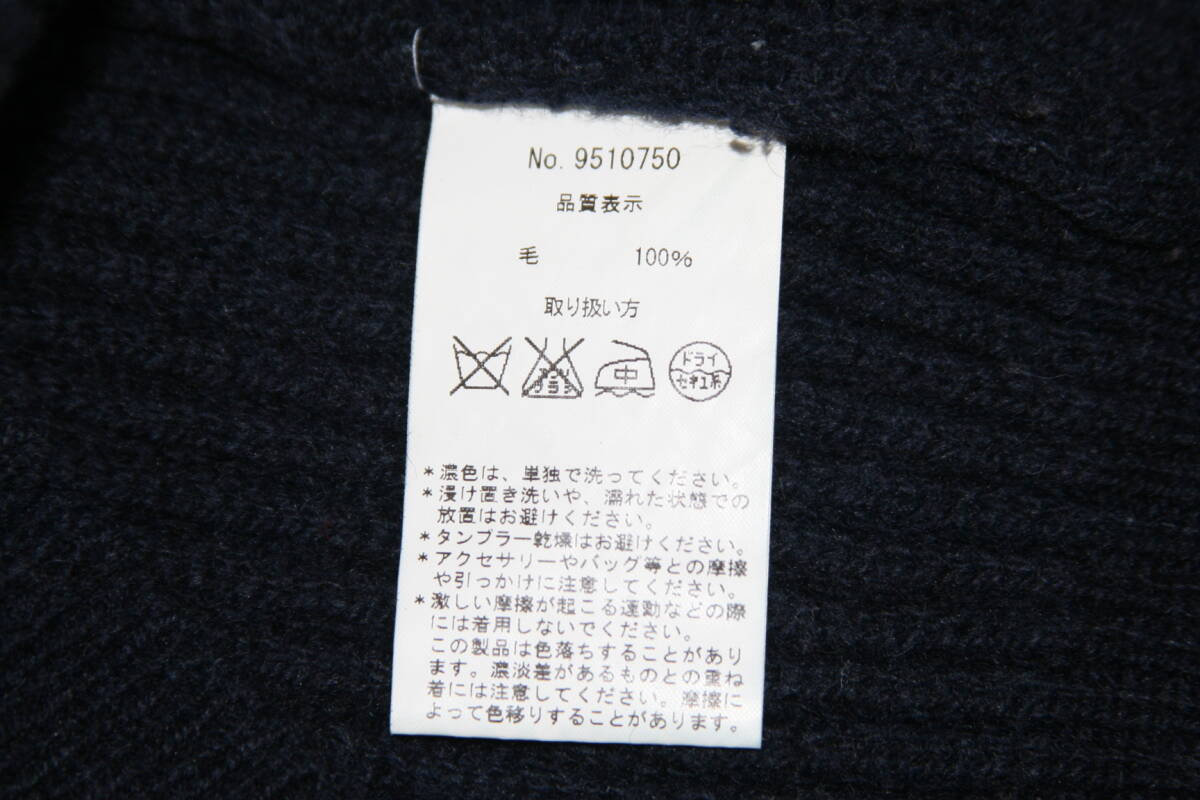 No. 9510750
品質表示
毛 100%
取り扱い方
エンソ サラシ 中 ドライ セキユ系
*濃色は、単独で洗ってください。
*浸け置き洗いや、濡れた状態での
放置はお避けください。
*タンブラー乾燥はお避けください。
*アクセサリーやバッグ等との摩擦
や引っかけに注意してください。
*激しい摩擦が起こる運動などの際
には着用しないでください。
この製品は色落ちすることがあり
ます。濃淡差があるものとの重ね
着には注意してください。摩擦に
よって色移りすることがあります。